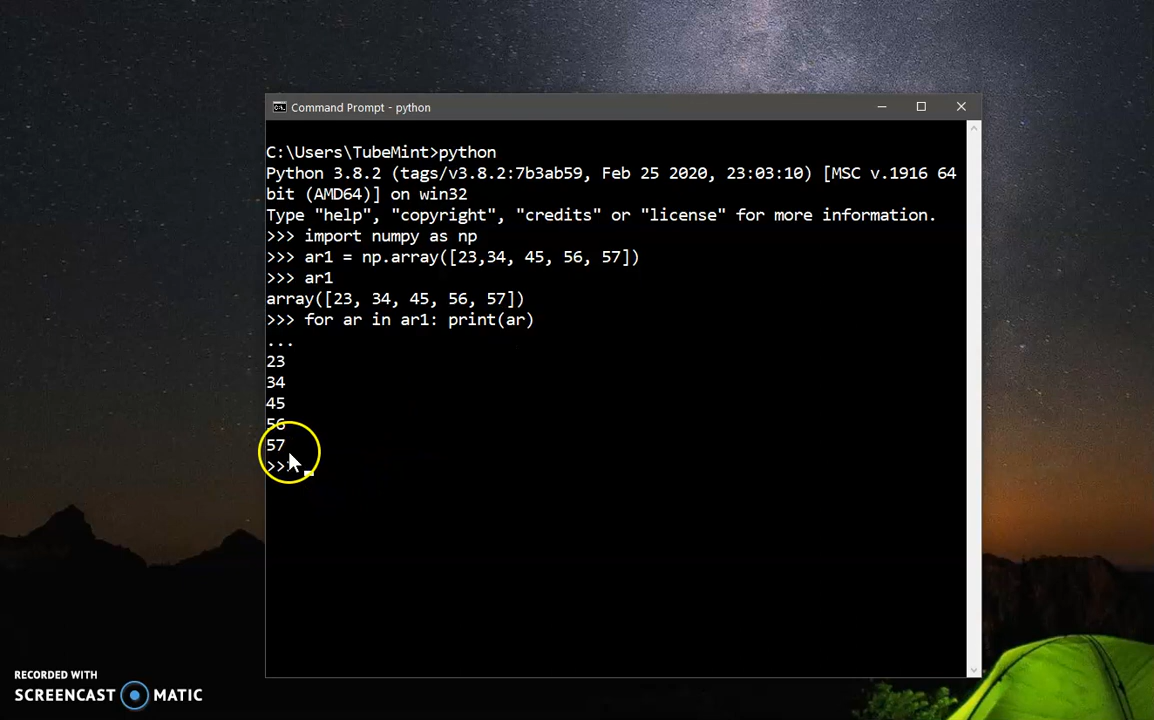 Command Prompt - python
C:\Users\TubeMint>python
Python 3.8.2 (tags/v3.8.2:7b3ab59, Feb 25 2020, 23:03:10) [MSC v.1916 64
bit (AMD64)] on win32
Type "help", "copyright", "credits" or "license" for more information.
>>> import numpy as np
>>> ar1 = np.array([23,34, 45, 56, 57])
>>> ar1
array([23, 34, 45, 56, 57])
>>> for ar in ar1: print(ar)
...
23
34
45
56
57
>>>
RECORDED WITH
SCREENCAST MATIC